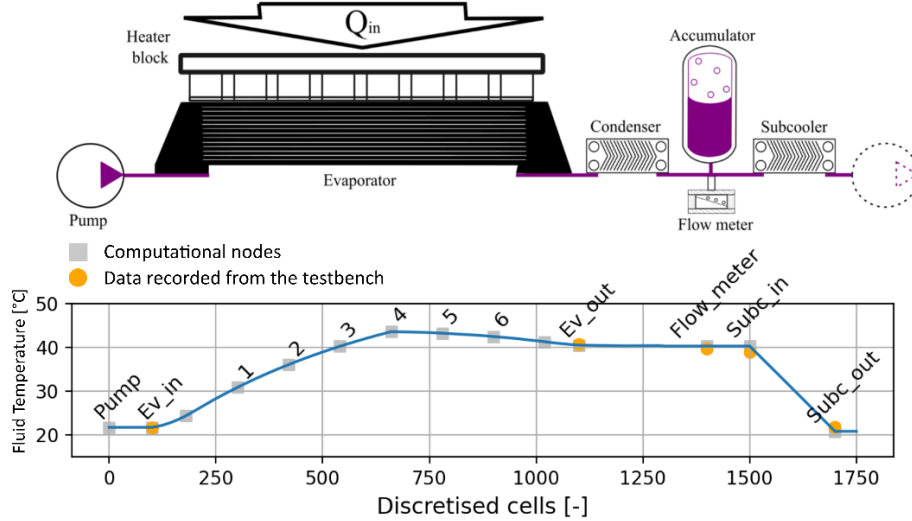 Qin
Heater
block
Accumulator
Condenser
Subcooler
Evaporator
Pump
Flow meter
Computational nodes
Data recorded from the testbench
Fluid Temperature [°C]
50
40
30
20
Pump
Ev_in
1
2
3
4
5
6
Ev_out
Flow_meter
Subc_in
Subc_out
0
250
500
750
1000
1250
1500
1750
Discretised cells [-]